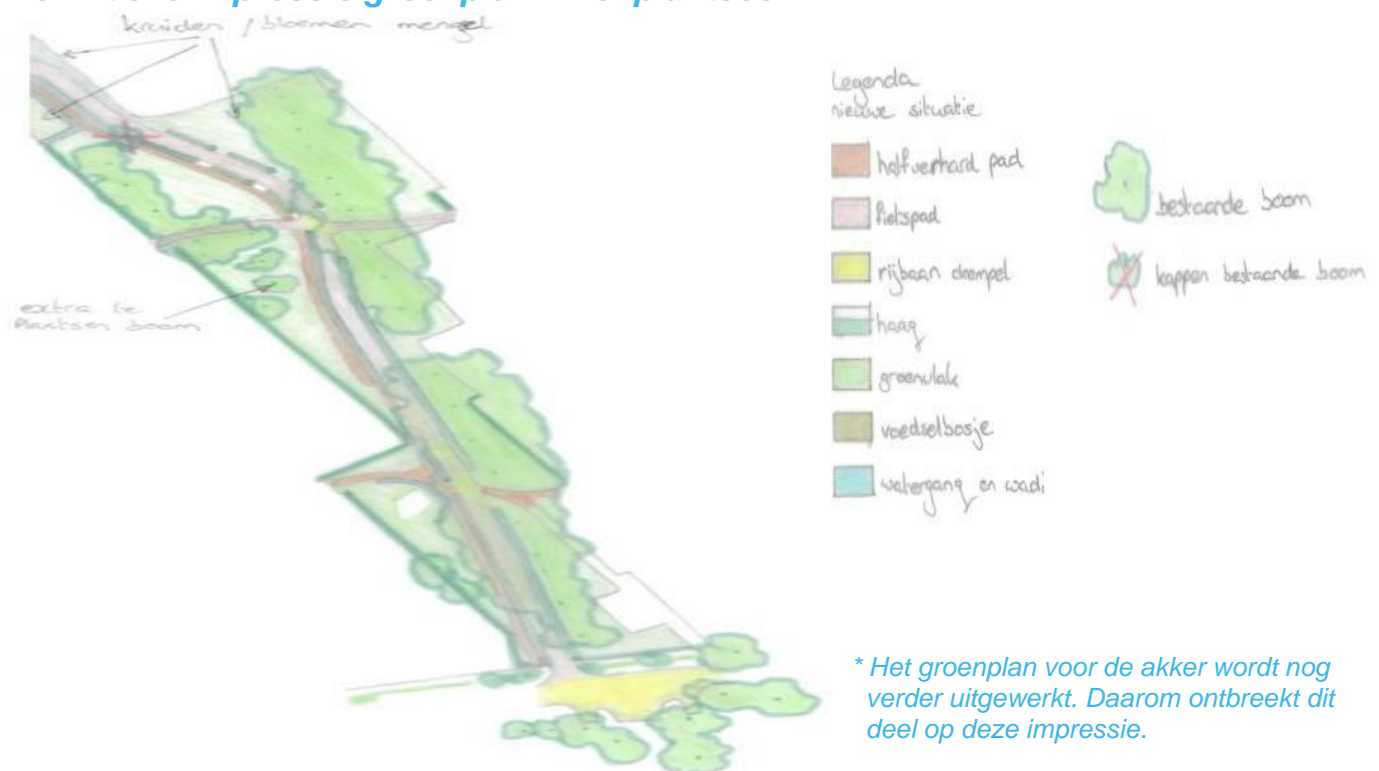 kruiden / bloemen mengsel
extra te
plaatsen boom
Legenda
nieuwe situatie
halfverhard pad
fietspad
rijbaan drempel
haag
groenvlak
voedselbosje
watergang en wadi
bestaande boom
kappen bestaande boom
* Het groenplan voor de akker wordt nog
verder uitgewerkt. Daarom ontbreekt dit
deel op deze impressie.